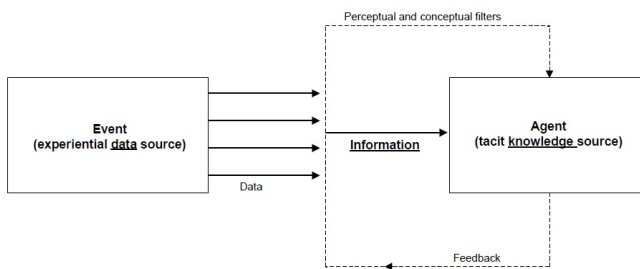 Perceptual and conceptual filters
Event
(experiential data source)
Data
Information
Agent
(tacit knowledge source)
Feedback